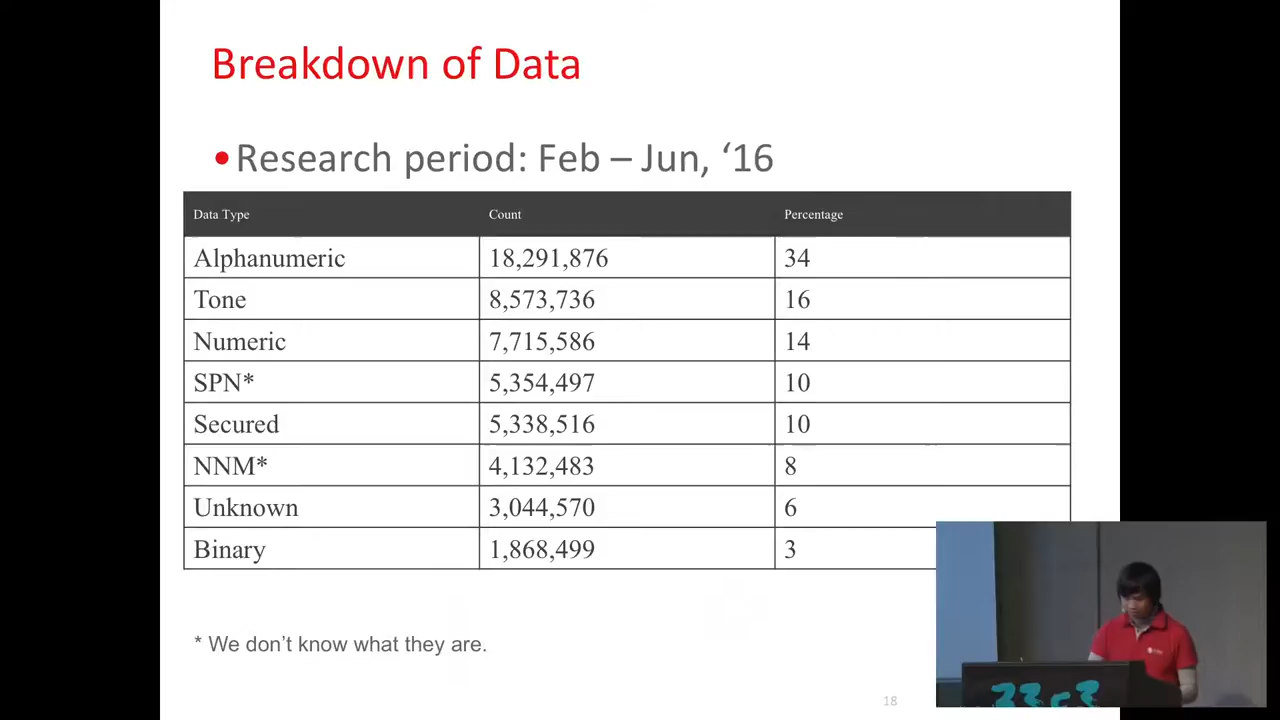 Breakdown of Data
•Research period: Feb – Jun, ‘16
Data Type Count Percentage
Alphanumeric 18,291,876 34
Tone 8,573,736 16
Numeric 7,715,586 14
SPN* 5,354,497 10
Secured 5,338,516 10
NNM* 4,132,483 8
Unknown 3,044,570 6
Binary 1,868,499 3
* We don’t know what they are.
18
33c3